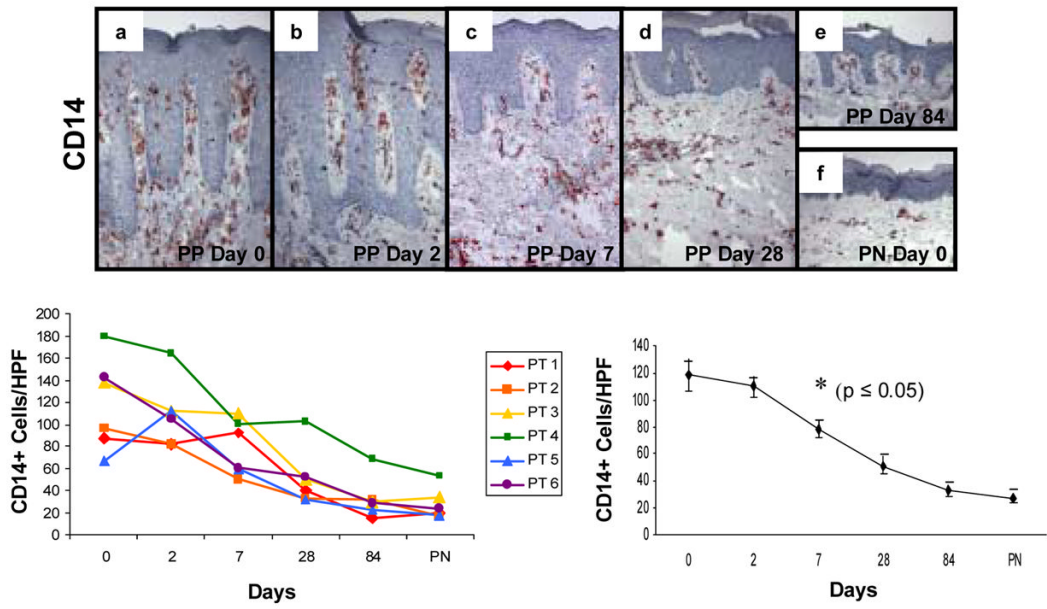 CD14
a
PP Day 0
b
PP Day 2
c
PP Day 7
d
PP Day 28
e
PP Day 84
f
PN Day 0
CD14+ Cells/HPF
200
180
160
140
120
100
80
60
40
20
0
0 2 7 28 84 PN
Days
PT 1
PT 2
PT 3
PT 4
PT 5
PT 6
CD14+ Cells/HPF
140
120
100
80
60
40
20
0
* (p ≤ 0.05)
0 2 7 28 84 PN
Days